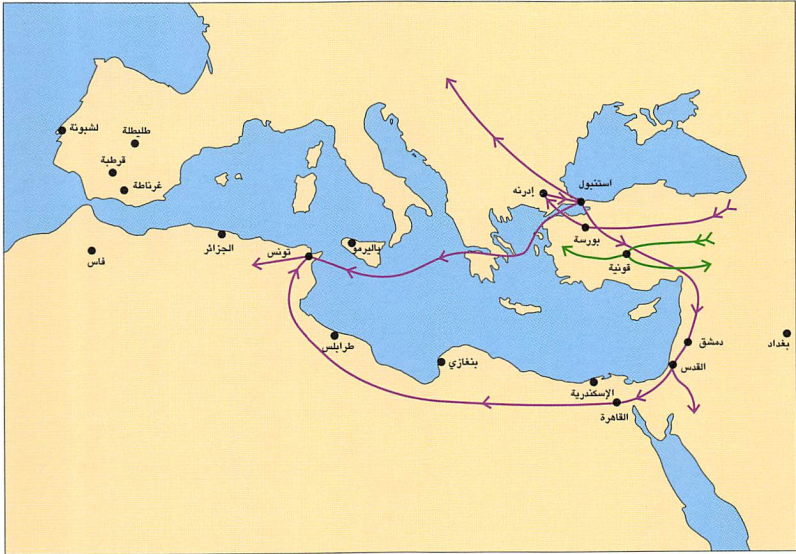 لشبونة
طليطلة
قرطبة
غرناطة
فاس
الجزائر
تونس
باليرمو
طرابلس
بنغازي
إدرنه
استنبول
بورسة
قونية
دمشق
القدس
بغداد
الإسكندرية
القاهرة